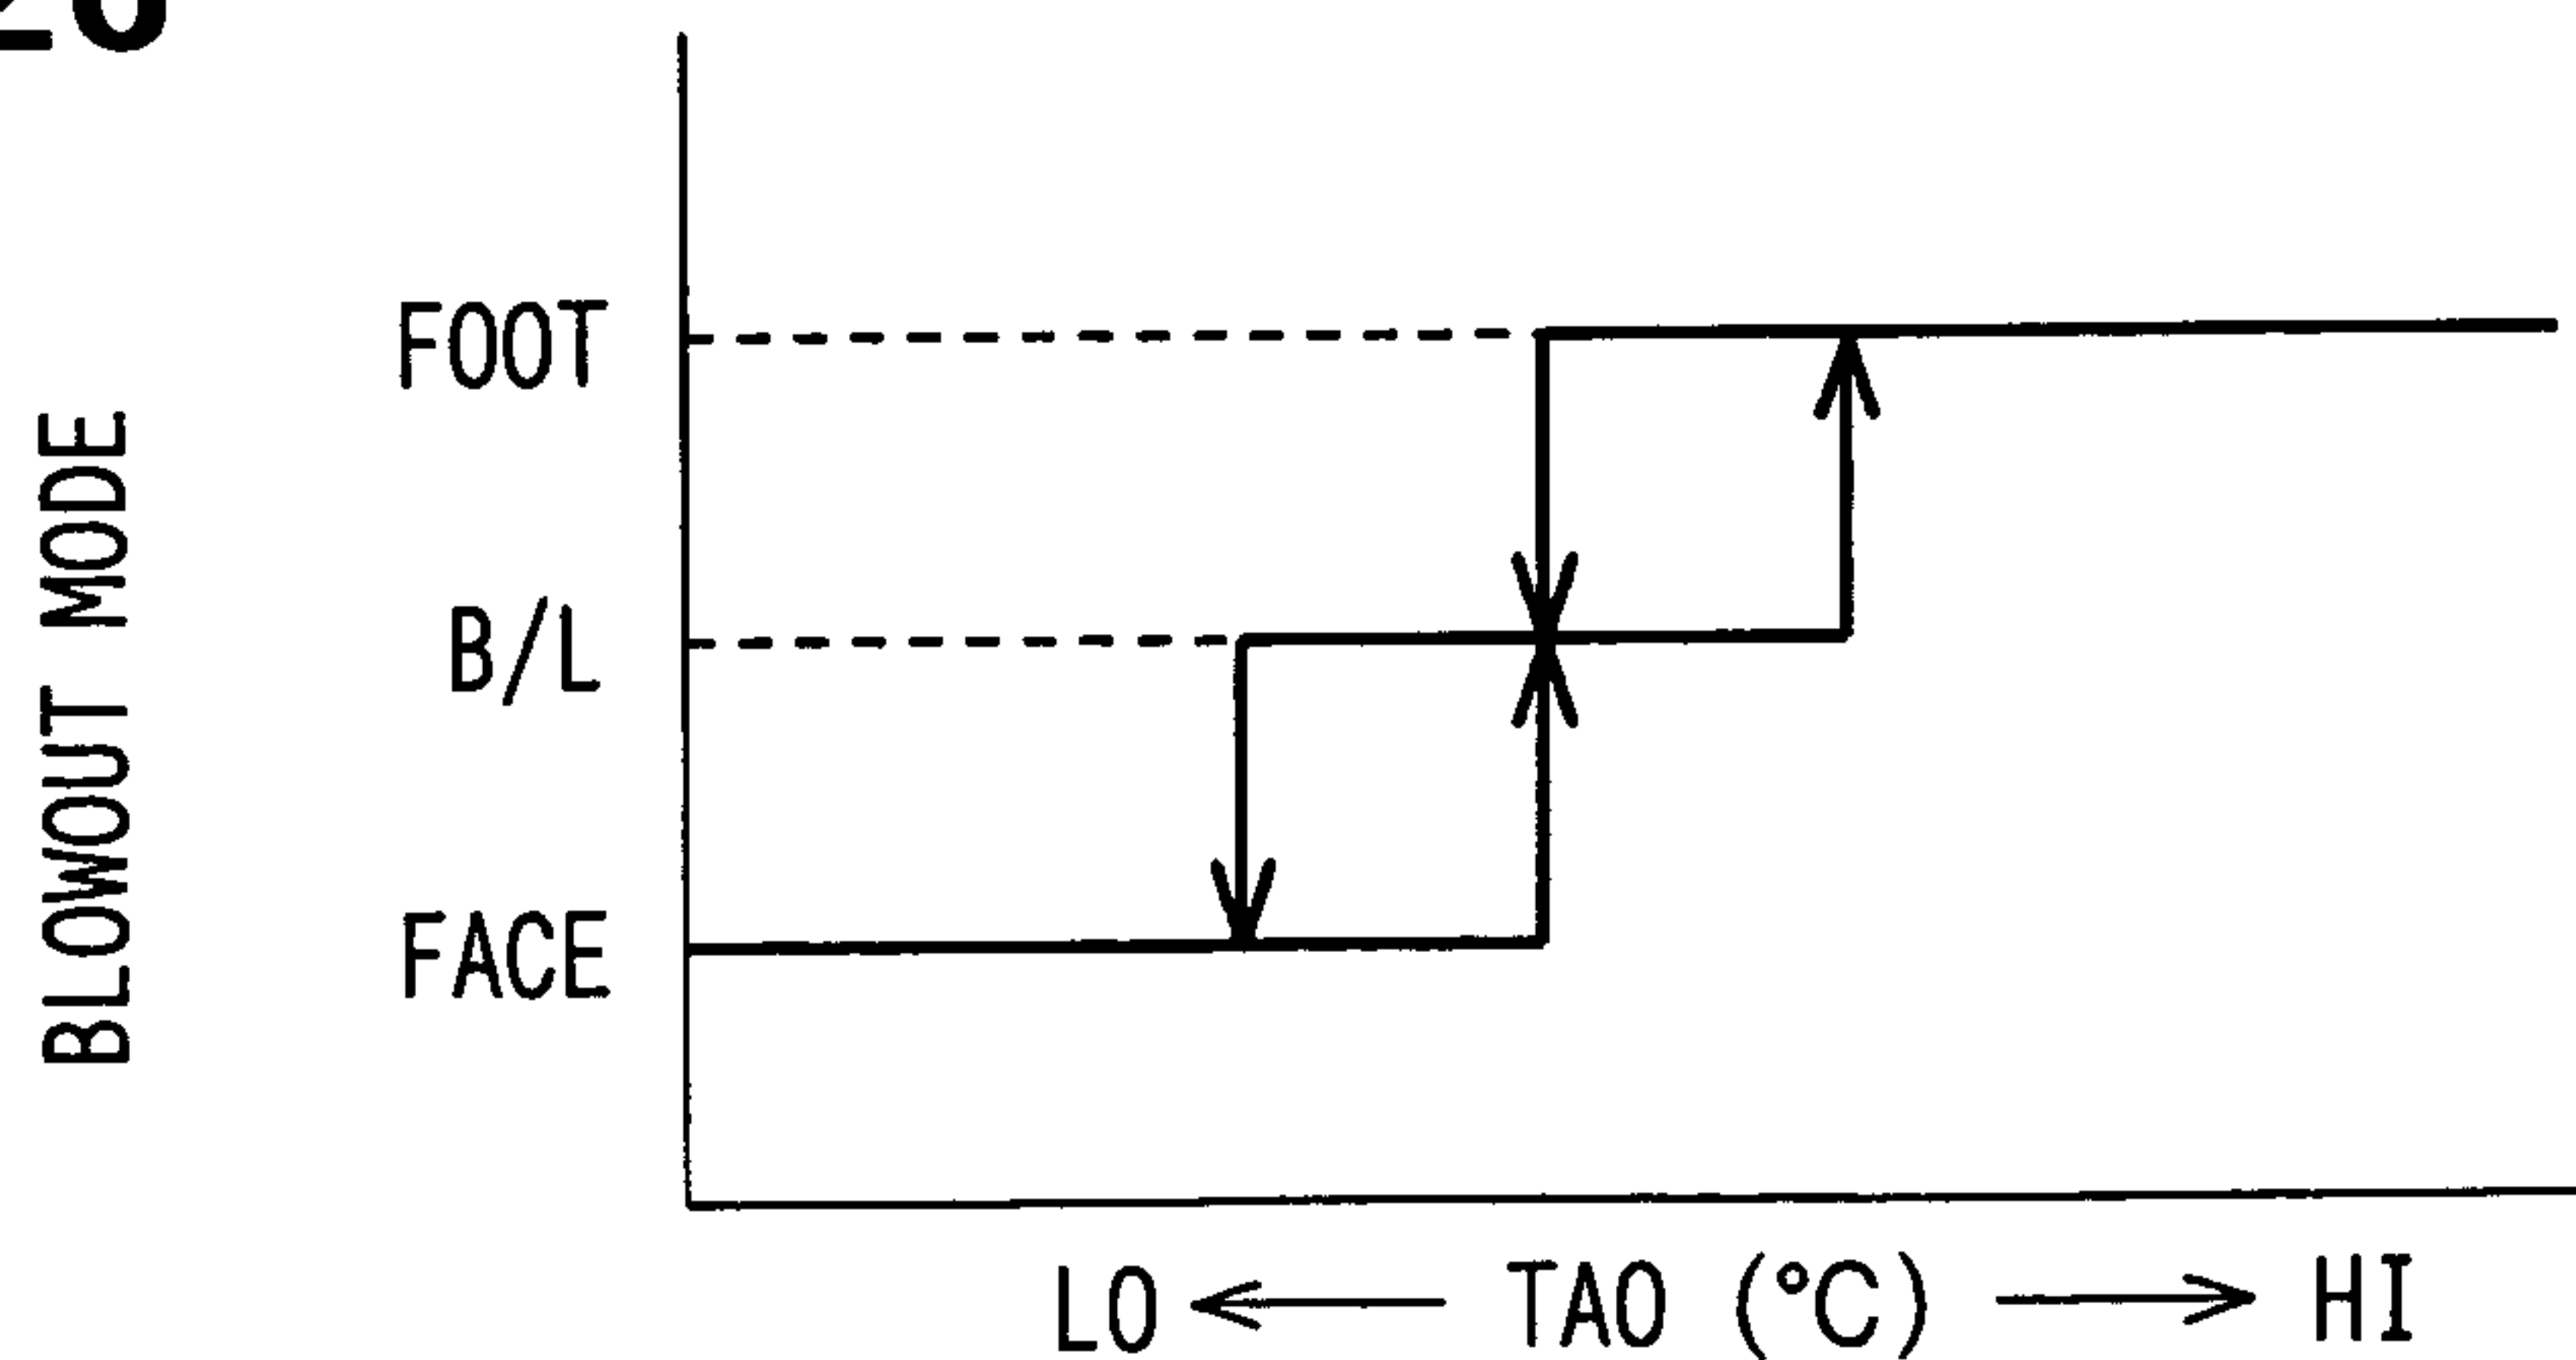 FOOT
B/L
FACE
BLOWOUT MODE
LO ← TAO (°C) → HI